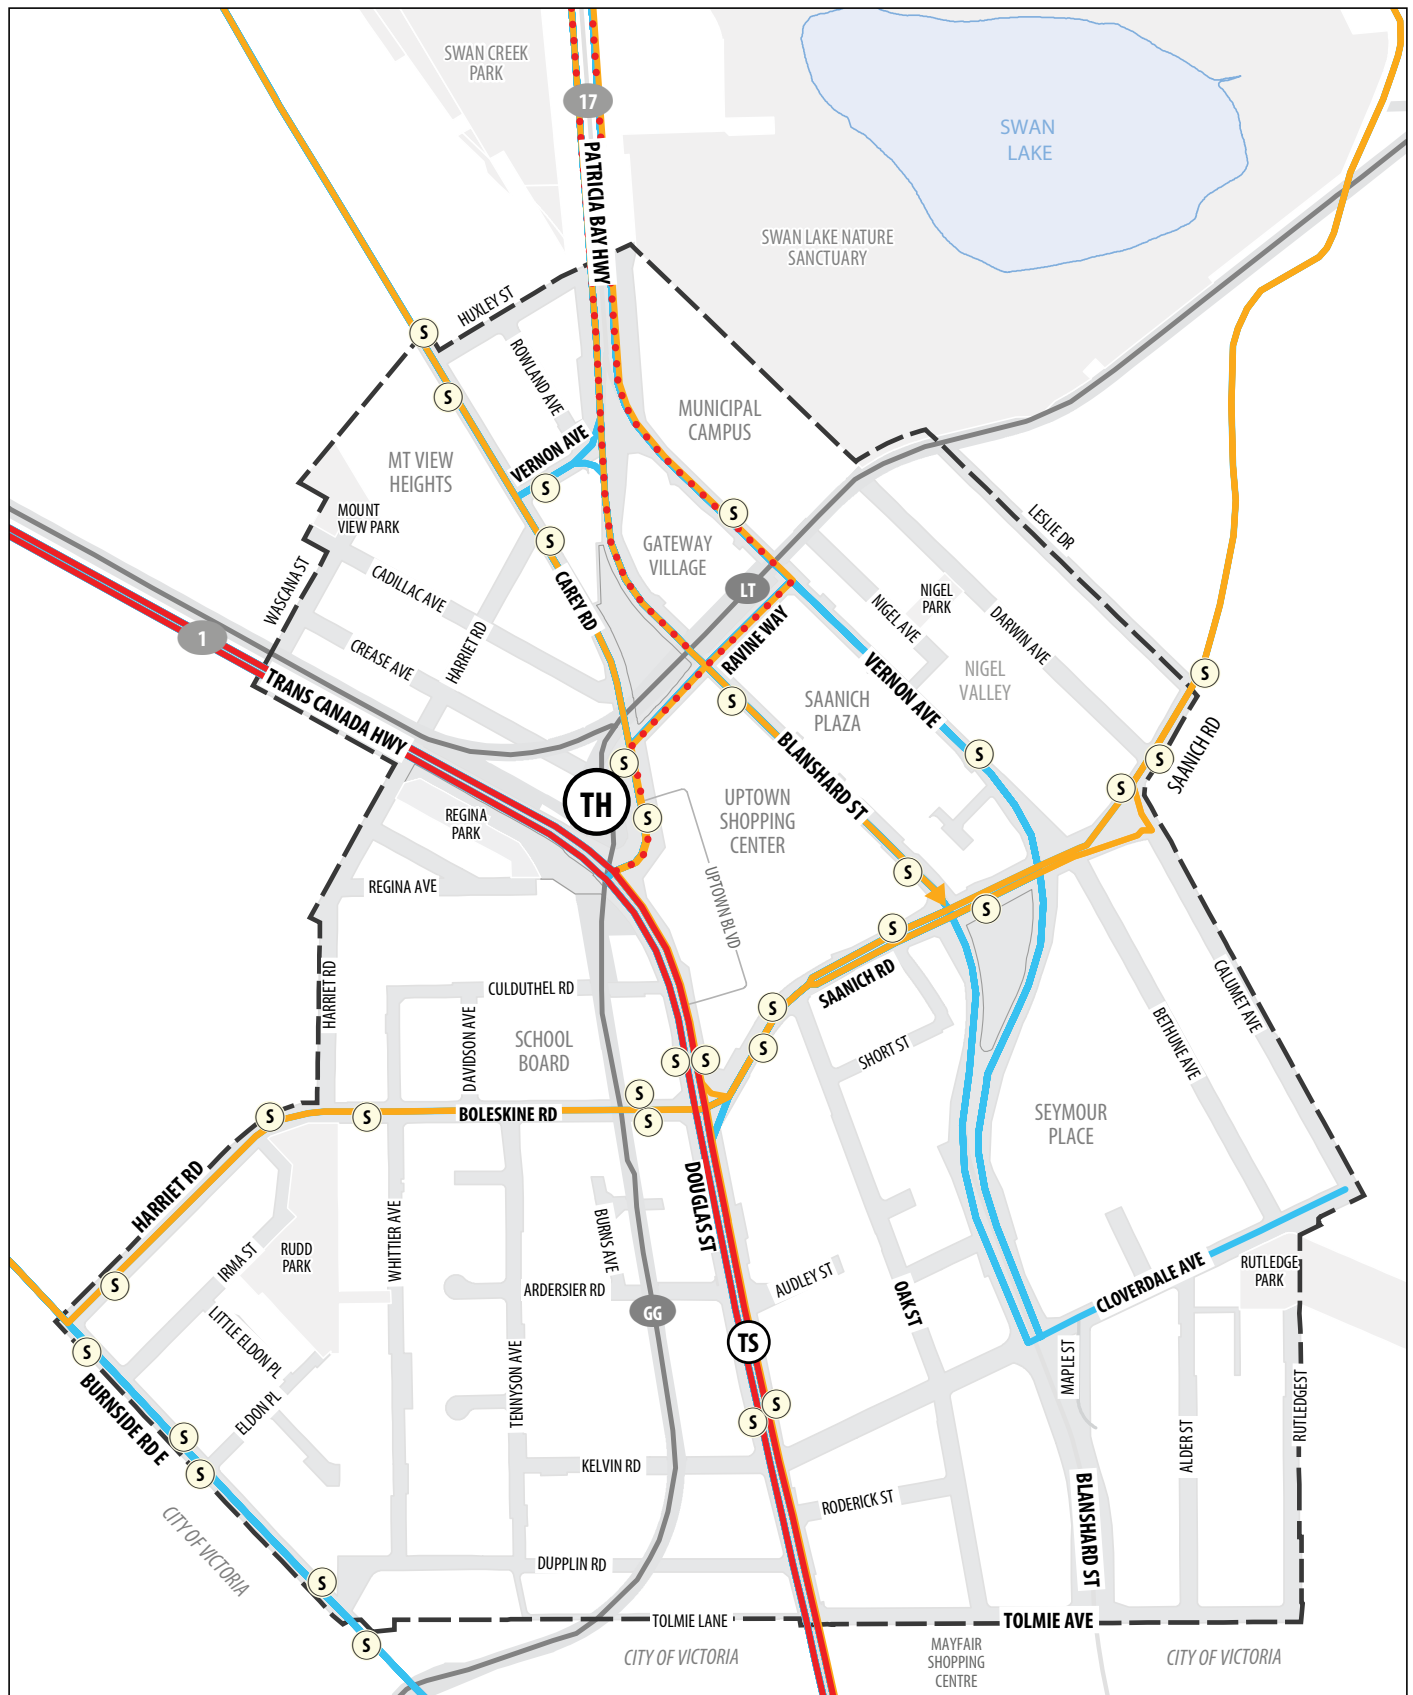 SWAN CREEK
PARK
17
SWAN
LAKE
PATRICIA BAY HWY
SWAN LAKE NATURE
SANCTUARY
HUXLEY ST
S
ROWLAND AVE
S
MUNICIPAL
CAMPUS
VERNON AVE
MT VIEW
HEIGHTS
S
MOUNT
VIEW PARK
S
LESLIE DR
S
GATEWAY
VILLAGE
WASCANA ST
CADILLAC AVE
CAREY RD
LT
NIGEL
PARK
NIGEL AVE
DARWIN AVE
1
HARRIET RD
CREASE AVE
RAVINE WAY
VERNON AVE
NIGEL
VALLEY
S
TRANS CANADA HWY
S
SAANICH
PLAZA
SAANICH RD
S
S
S
BLANSHARD ST
S
TH
UPTOWN
SHOPPING
CENTER
REGINA
PARK
S
REGINA AVE
UPTOWN BLVD
S
S
S
SAANICH RD
HARRIET RD
CULDUTHEL RD
S
CALUMET AVE
DAVIDSON AVE
SCHOOL
BOARD
SHORT ST
BETHUNE AVE
S
S
S
S
S
S
S
BOLESKINE RD
SEYMOUR
PLACE
HARRIET RD
DOUGLAS ST
WHITTIER AVE
BURNS AVE
IRMA ST
RUDD
PARK
S
ARDERSIER RD
AUDLEY ST
OAK ST
CLOVERDALE AVE
RUTLEDGE
PARK
GG
LITTLE ELDON PL
TS
S
MAPLE ST
BURNSIDE RD E
ELDON PL
TENNYSON AVE
RUTLEDGEST
S
S
S
S
KELVIN RD
ALDER ST
RODERICK ST
BLANSHARD ST
CITY OF VICTORIA
DUPPLIN RD
S
TOLMIE LANE
TOLMIE AVE
S
CITY OF VICTORIA
MAYFAIR
SHOPPING
CENTRE
CITY OF VICTORIA